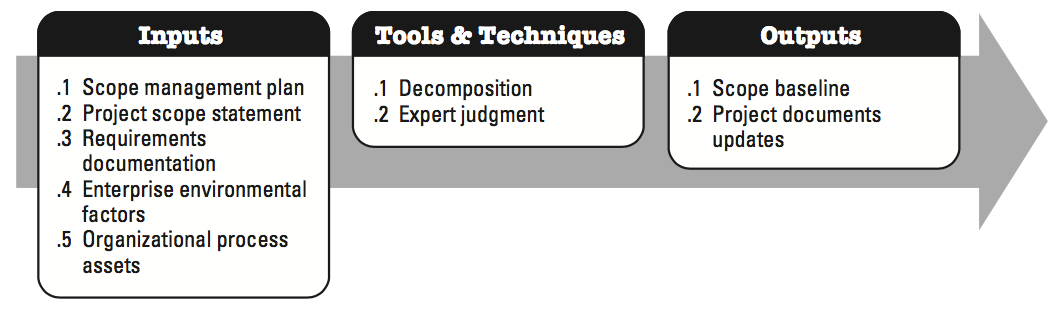 Inputs
.1 Scope management plan
.2 Project scope statement
.3 Requirements
documentation
.4 Enterprise environmental
factors
.5 Organizational process
assets
Tools & Techniques
.1 Decomposition
.2 Expert judgment
Outputs
.1 Scope baseline
.2 Project documents
updates